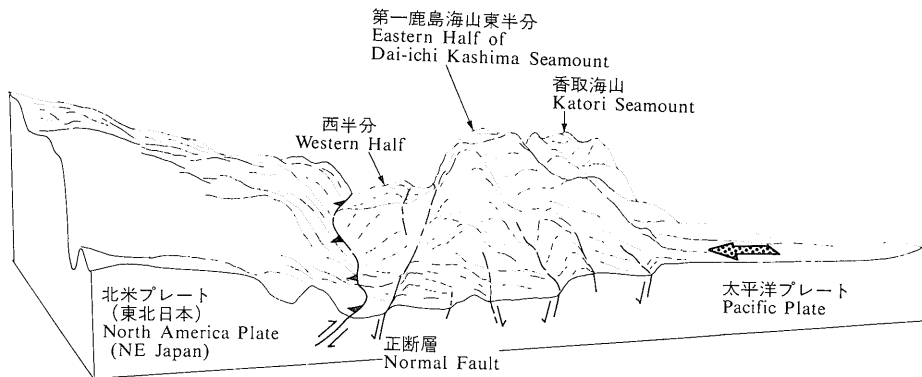 第一鹿島海山東半分
Eastern Half of
Dai-ichi Kashima Seamount
香取海山
Katori Seamount
西半分
Western Half
北米プレート
(東北日本)
North America Plate
(NE Japan)
正断層
Normal Fault
太平洋プレート
Pacific Plate